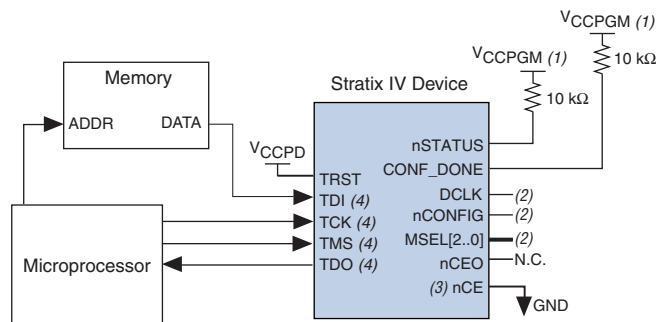 VCCPGM (1)
VCCPGM (1)
10 kΩ
10 kΩ
Memory
ADDR DATA
Stratix IV Device
VCCPD
nSTATUS
CONF_DONE
TRST
DCLK (2)
TDI (4)
nCONFIG (2)
TCK (4)
MSEL[2..0] (2)
TMS (4)
nCEO N.C.
TDO (4)
(3) nCE
GND
Microprocessor